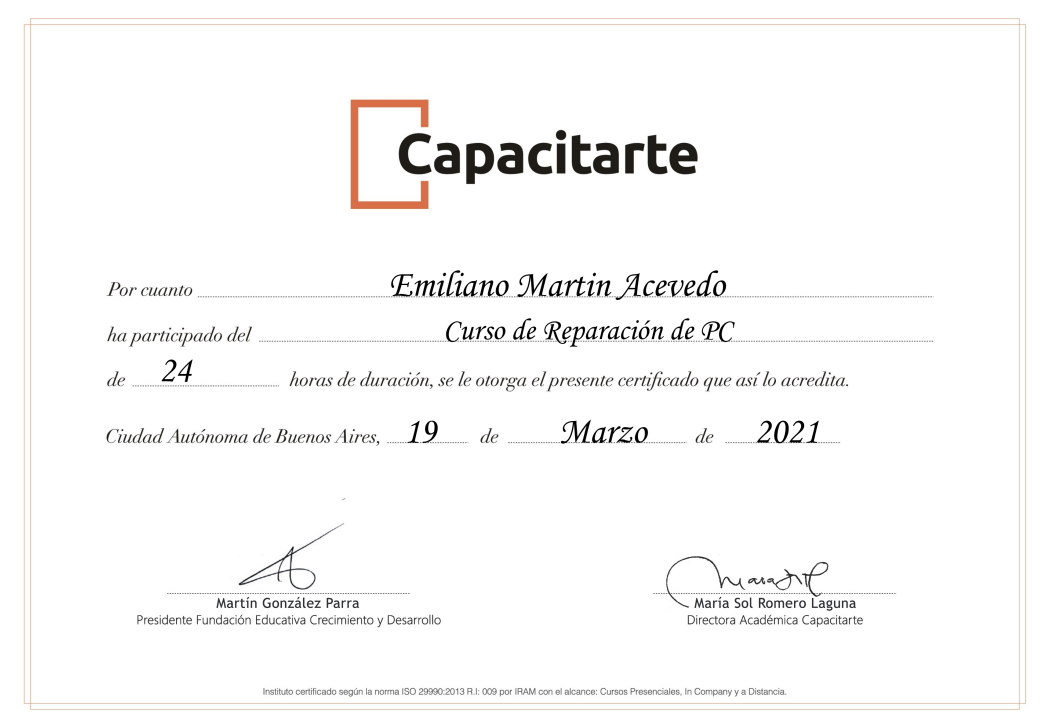 Capacitarte
Por cuanto Emiliano Martin Acevedo
ha participado del Curso de Reparación de PC
de 24 horas de duración, se le otorga el presente certificado que así lo acredita.
Ciudad Autónoma de Buenos Aires, 19 de Marzo de 2021
Martín González Parra
Presidente Fundación Educativa Crecimiento y Desarrollo
María Sol Romero Laguna
Directora Académica Capacitarte
Instituto certificado según la norma ISO 29990:2013 R.I: 009 por IRAM con el alcance: Cursos Presenciales, In Company y a Distancia.